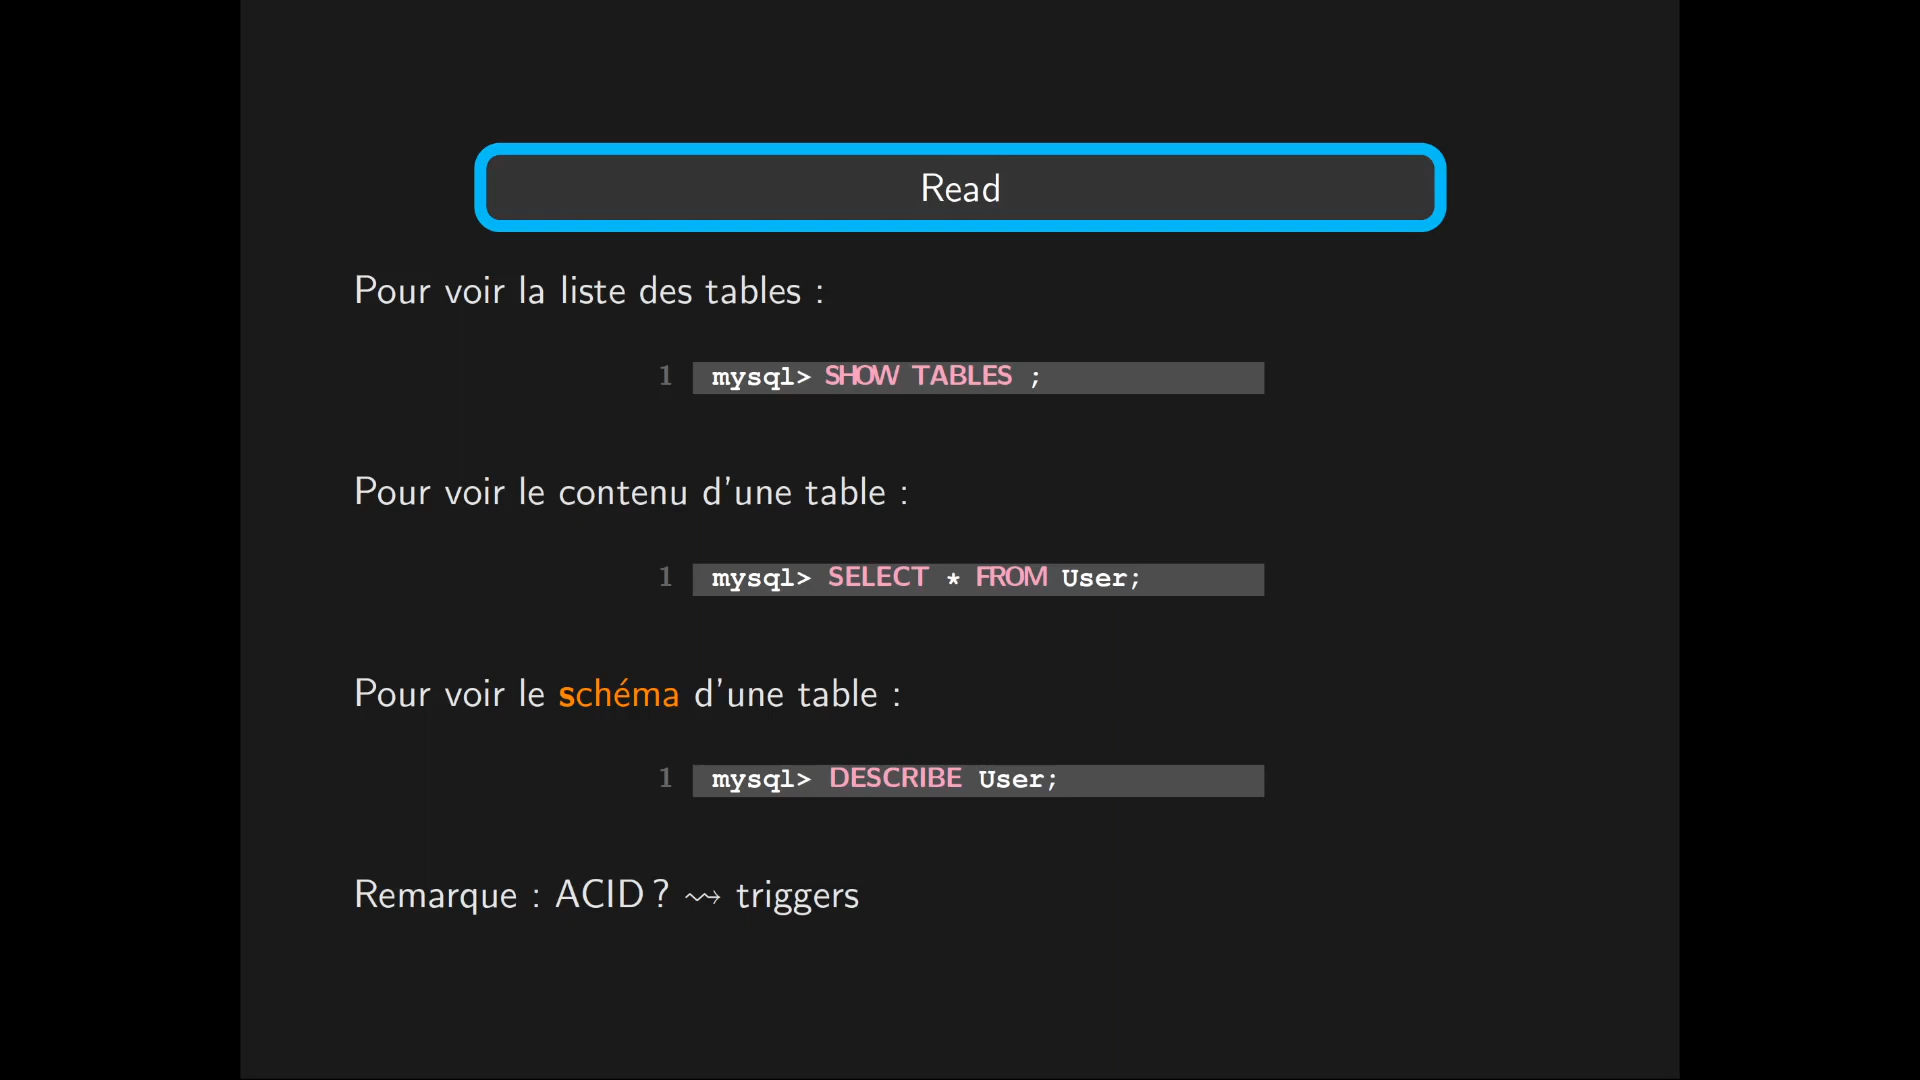 Read
Pour voir la liste des tables :
1 mysql> SHOW TABLES ;
Pour voir le contenu d'une table :
1 mysql> SELECT * FROM User;
Pour voir le schéma d'une table :
1 mysql> DESCRIBE User;
Remarque : ACID ? ⇝ triggers